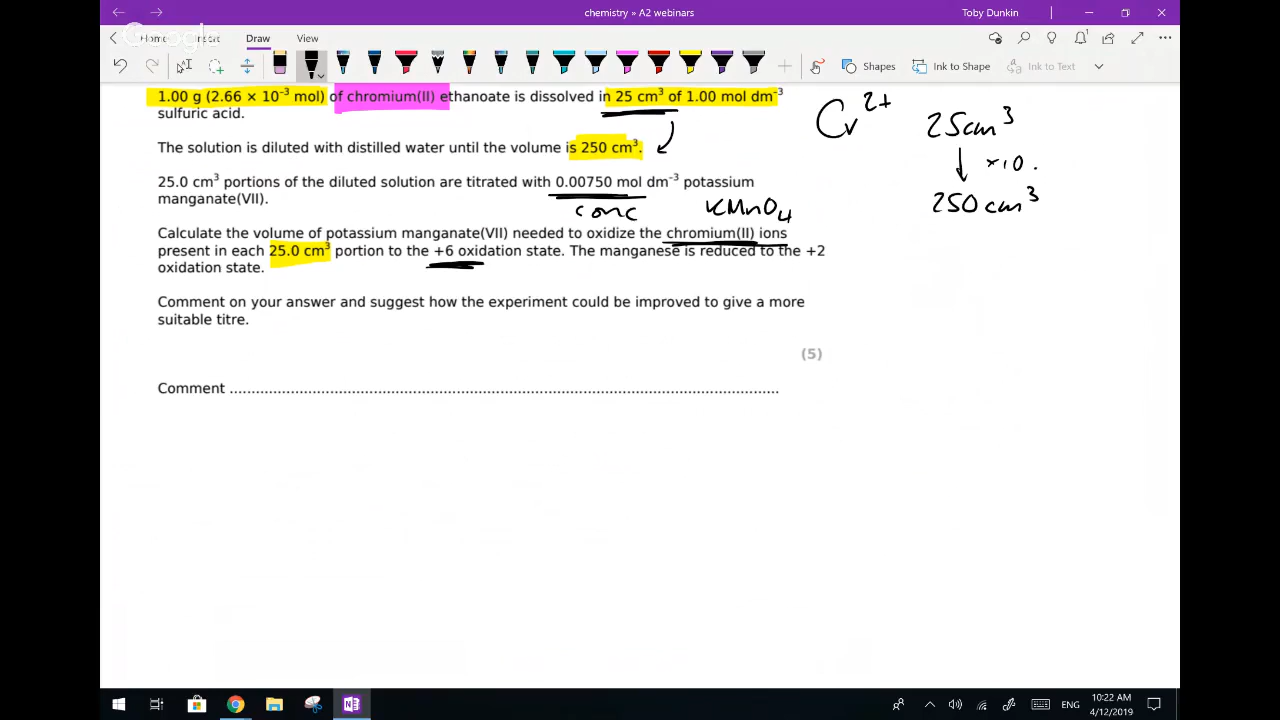 chemistry » A2 webinars
Toby Dunkin
Google
Home Insert Draw View
Shapes
Ink to Shape
Ink to Text
1.00 g (2.66 × 10⁻³ mol) of chromium(II) ethanoate is dissolved in 25 cm³ of 1.00 mol dm⁻³
sulfuric acid.
The solution is diluted with distilled water until the volume is 250 cm³.
25.0 cm³ portions of the diluted solution are titrated with 0.00750 mol dm⁻³ potassium
manganate(VII).
conc
KMnO₄
Calculate the volume of potassium manganate(VII) needed to oxidize the chromium(II) ions
present in each 25.0 cm³ portion to the +6 oxidation state. The manganese is reduced to the +2
oxidation state.
Comment on your answer and suggest how the experiment could be improved to give a more
suitable titre.
(5)
Comment ..............................................................................................
Cr²⁺
25cm³
×10.
250cm³
ENG
10:22 AM
4/12/2019